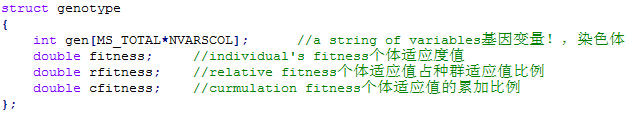 struct genotype
{
int gen[MS_TOTAL*NVARSCOL]; //a string of variables基因变量!，染色体
double fitness; //individual's fitness个体适应度值
double rfitness; //relative fitness个体适应值占种群适应值比例
double cfitness; //curmulation fitness个体适应值的累加比例
};